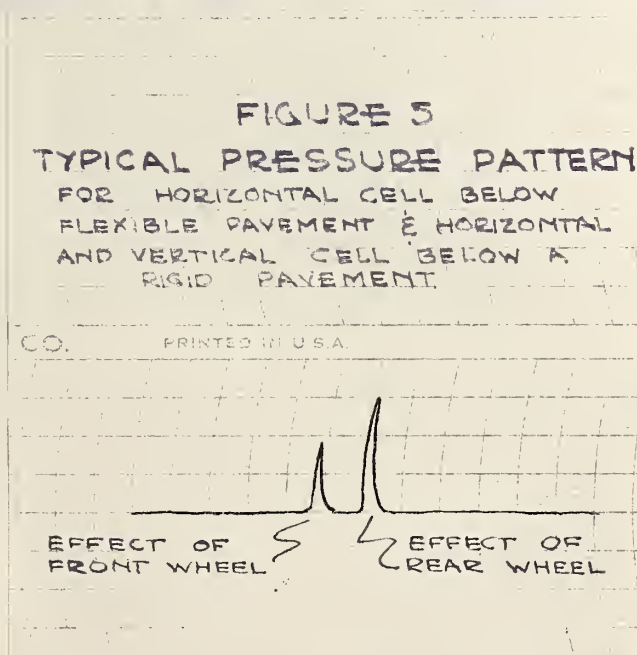 FIGURE 5
TYPICAL PRESSURE PATTERN
FOR HORIZONTAL CELL BELOW
FLEXIBLE PAVEMENT & HORIZONTAL
AND VERTICAL CELL BELOW A
RIGID PAVEMENT.
CO. PRINTED IN U.S.A.
EFFECT OF
FRONT WHEEL
EFFECT OF
REAR WHEEL